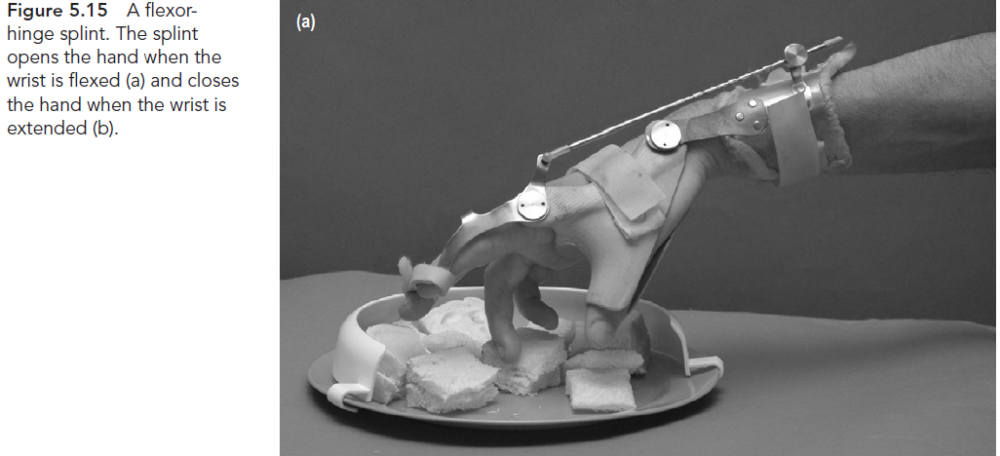 Figure 5.15 A flexor-
hinge splint. The splint
opens the hand when the
wrist is flexed (a) and closes
the hand when the wrist is
extended (b).
(a)